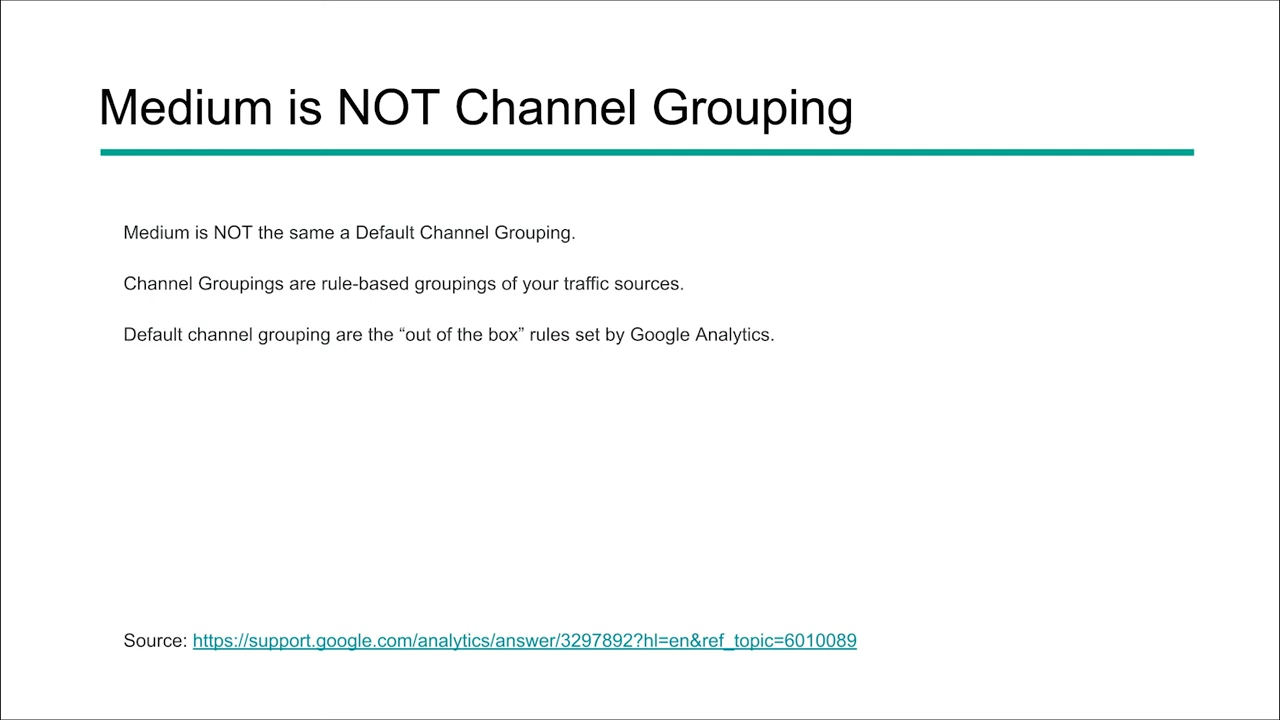 Medium is NOT Channel Grouping
Medium is NOT the same a Default Channel Grouping.
Channel Groupings are rule-based groupings of your traffic sources.
Default channel grouping are the “out of the box” rules set by Google Analytics.
Source: https://support.google.com/analytics/answer/3297892?hl=en&ref_topic=6010089